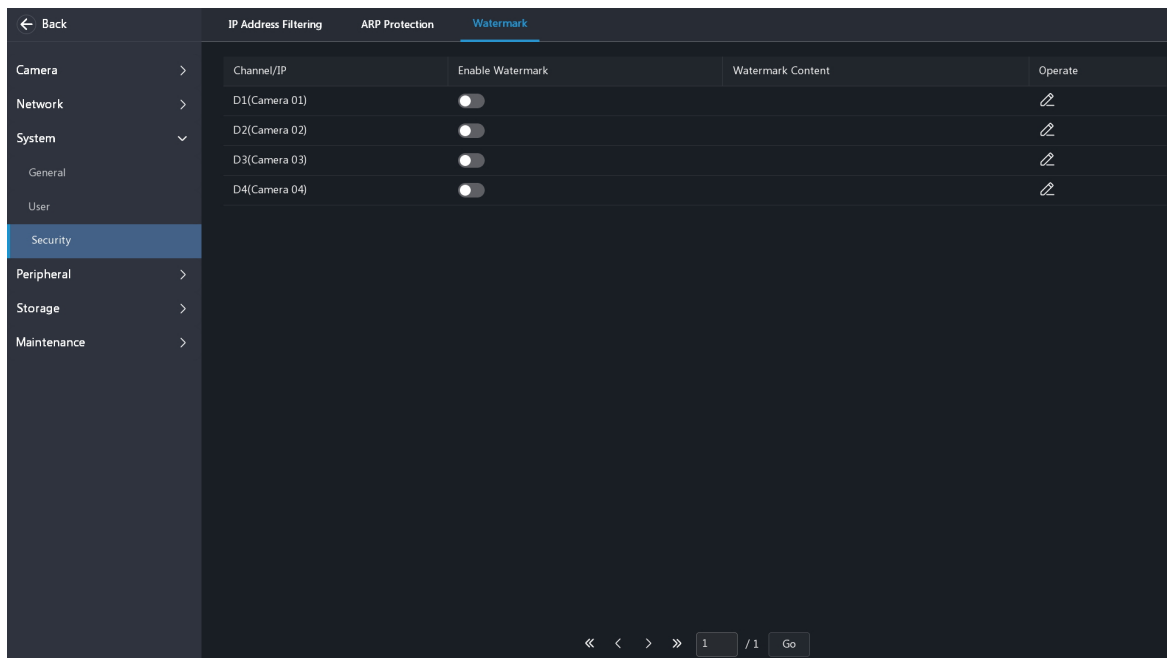 Back
IP Address Filtering ARP Protection Watermark
Camera
Network
System
General
User
Security
Peripheral
Storage
Maintenance
Channel/IP Enable Watermark Watermark Content Operate
D1(Camera 01)
D2(Camera 02)
D3(Camera 03)
D4(Camera 04)
1 / 1 Go